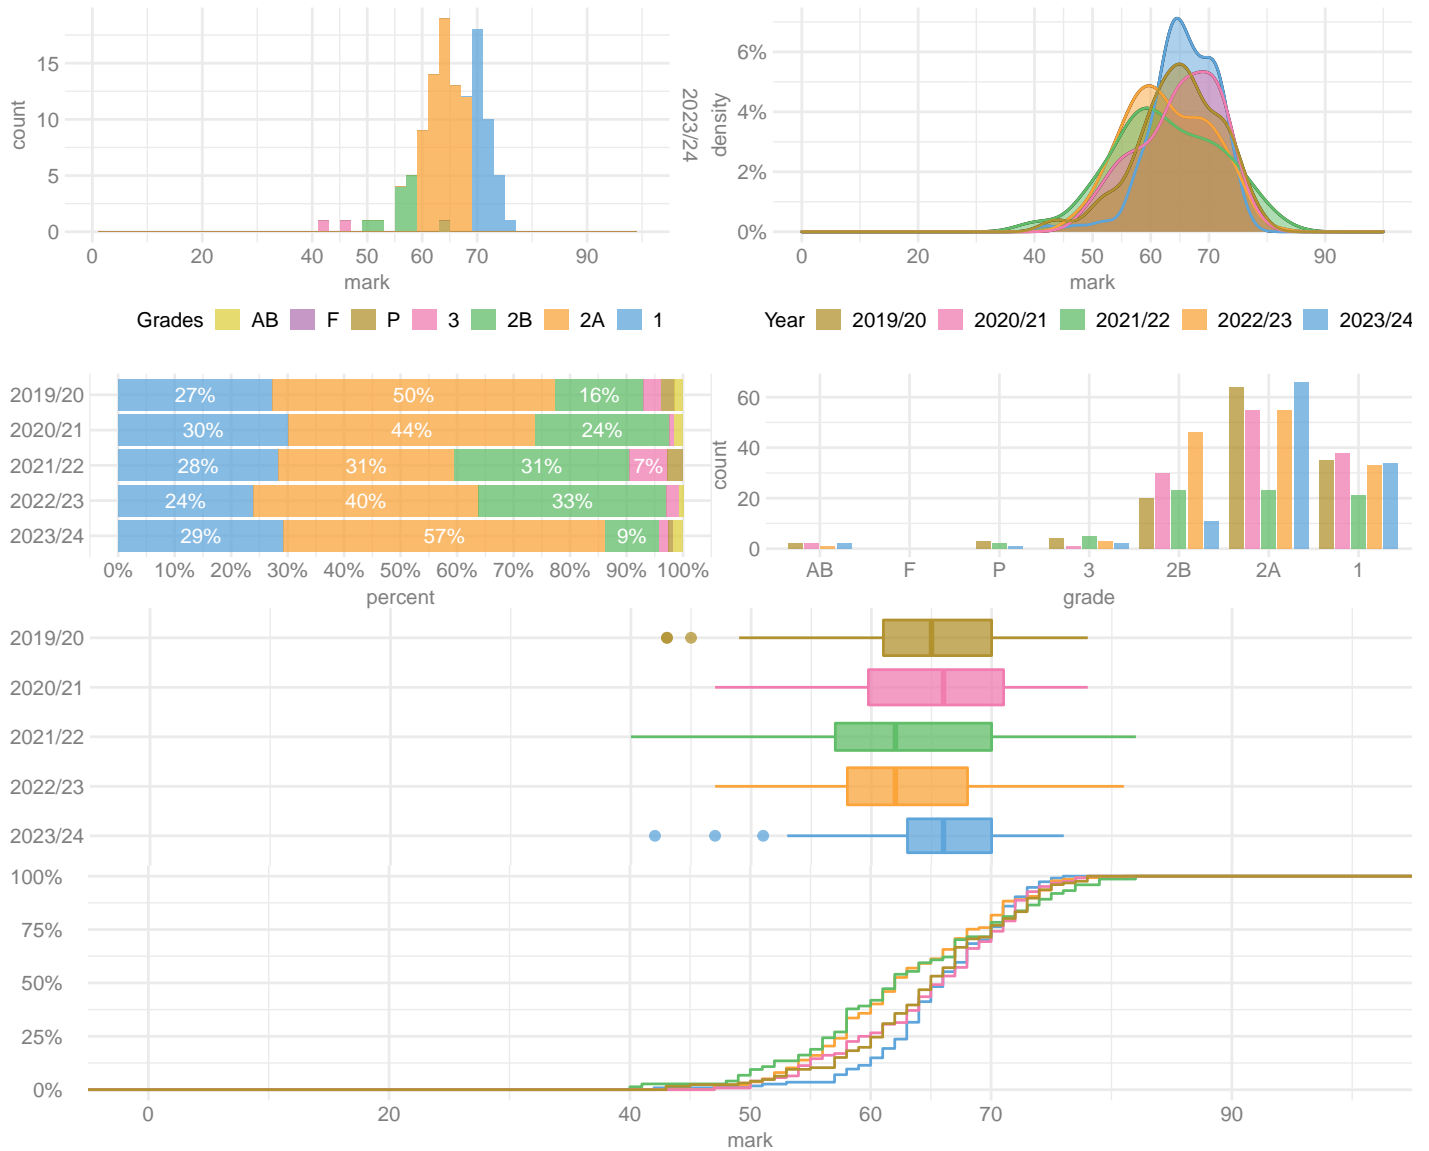 15
10
5
0
count
0 20 40 50 60 70 90
mark
2023/24
6%
4%
2%
0%
density
0 20 40 50 60 70 90
mark
Grades AB F P 3 2B 2A 1
Year 2019/20 2020/21 2021/22 2022/23 2023/24
2019/20 27% 50% 16%
2020/21 30% 44% 24%
2021/22 28% 31% 31% 7%
2022/23 24% 40% 33%
2023/24 29% 57% 9%
0% 10% 20% 30% 40% 50% 60% 70% 80% 90% 100%
percent
60
40
20
0
count
AB F P 3 2B 2A 1
grade
2019/20
2020/21
2021/22
2022/23
2023/24
100%
75%
50%
25%
0%
0 20 40 50 60 70 90
mark